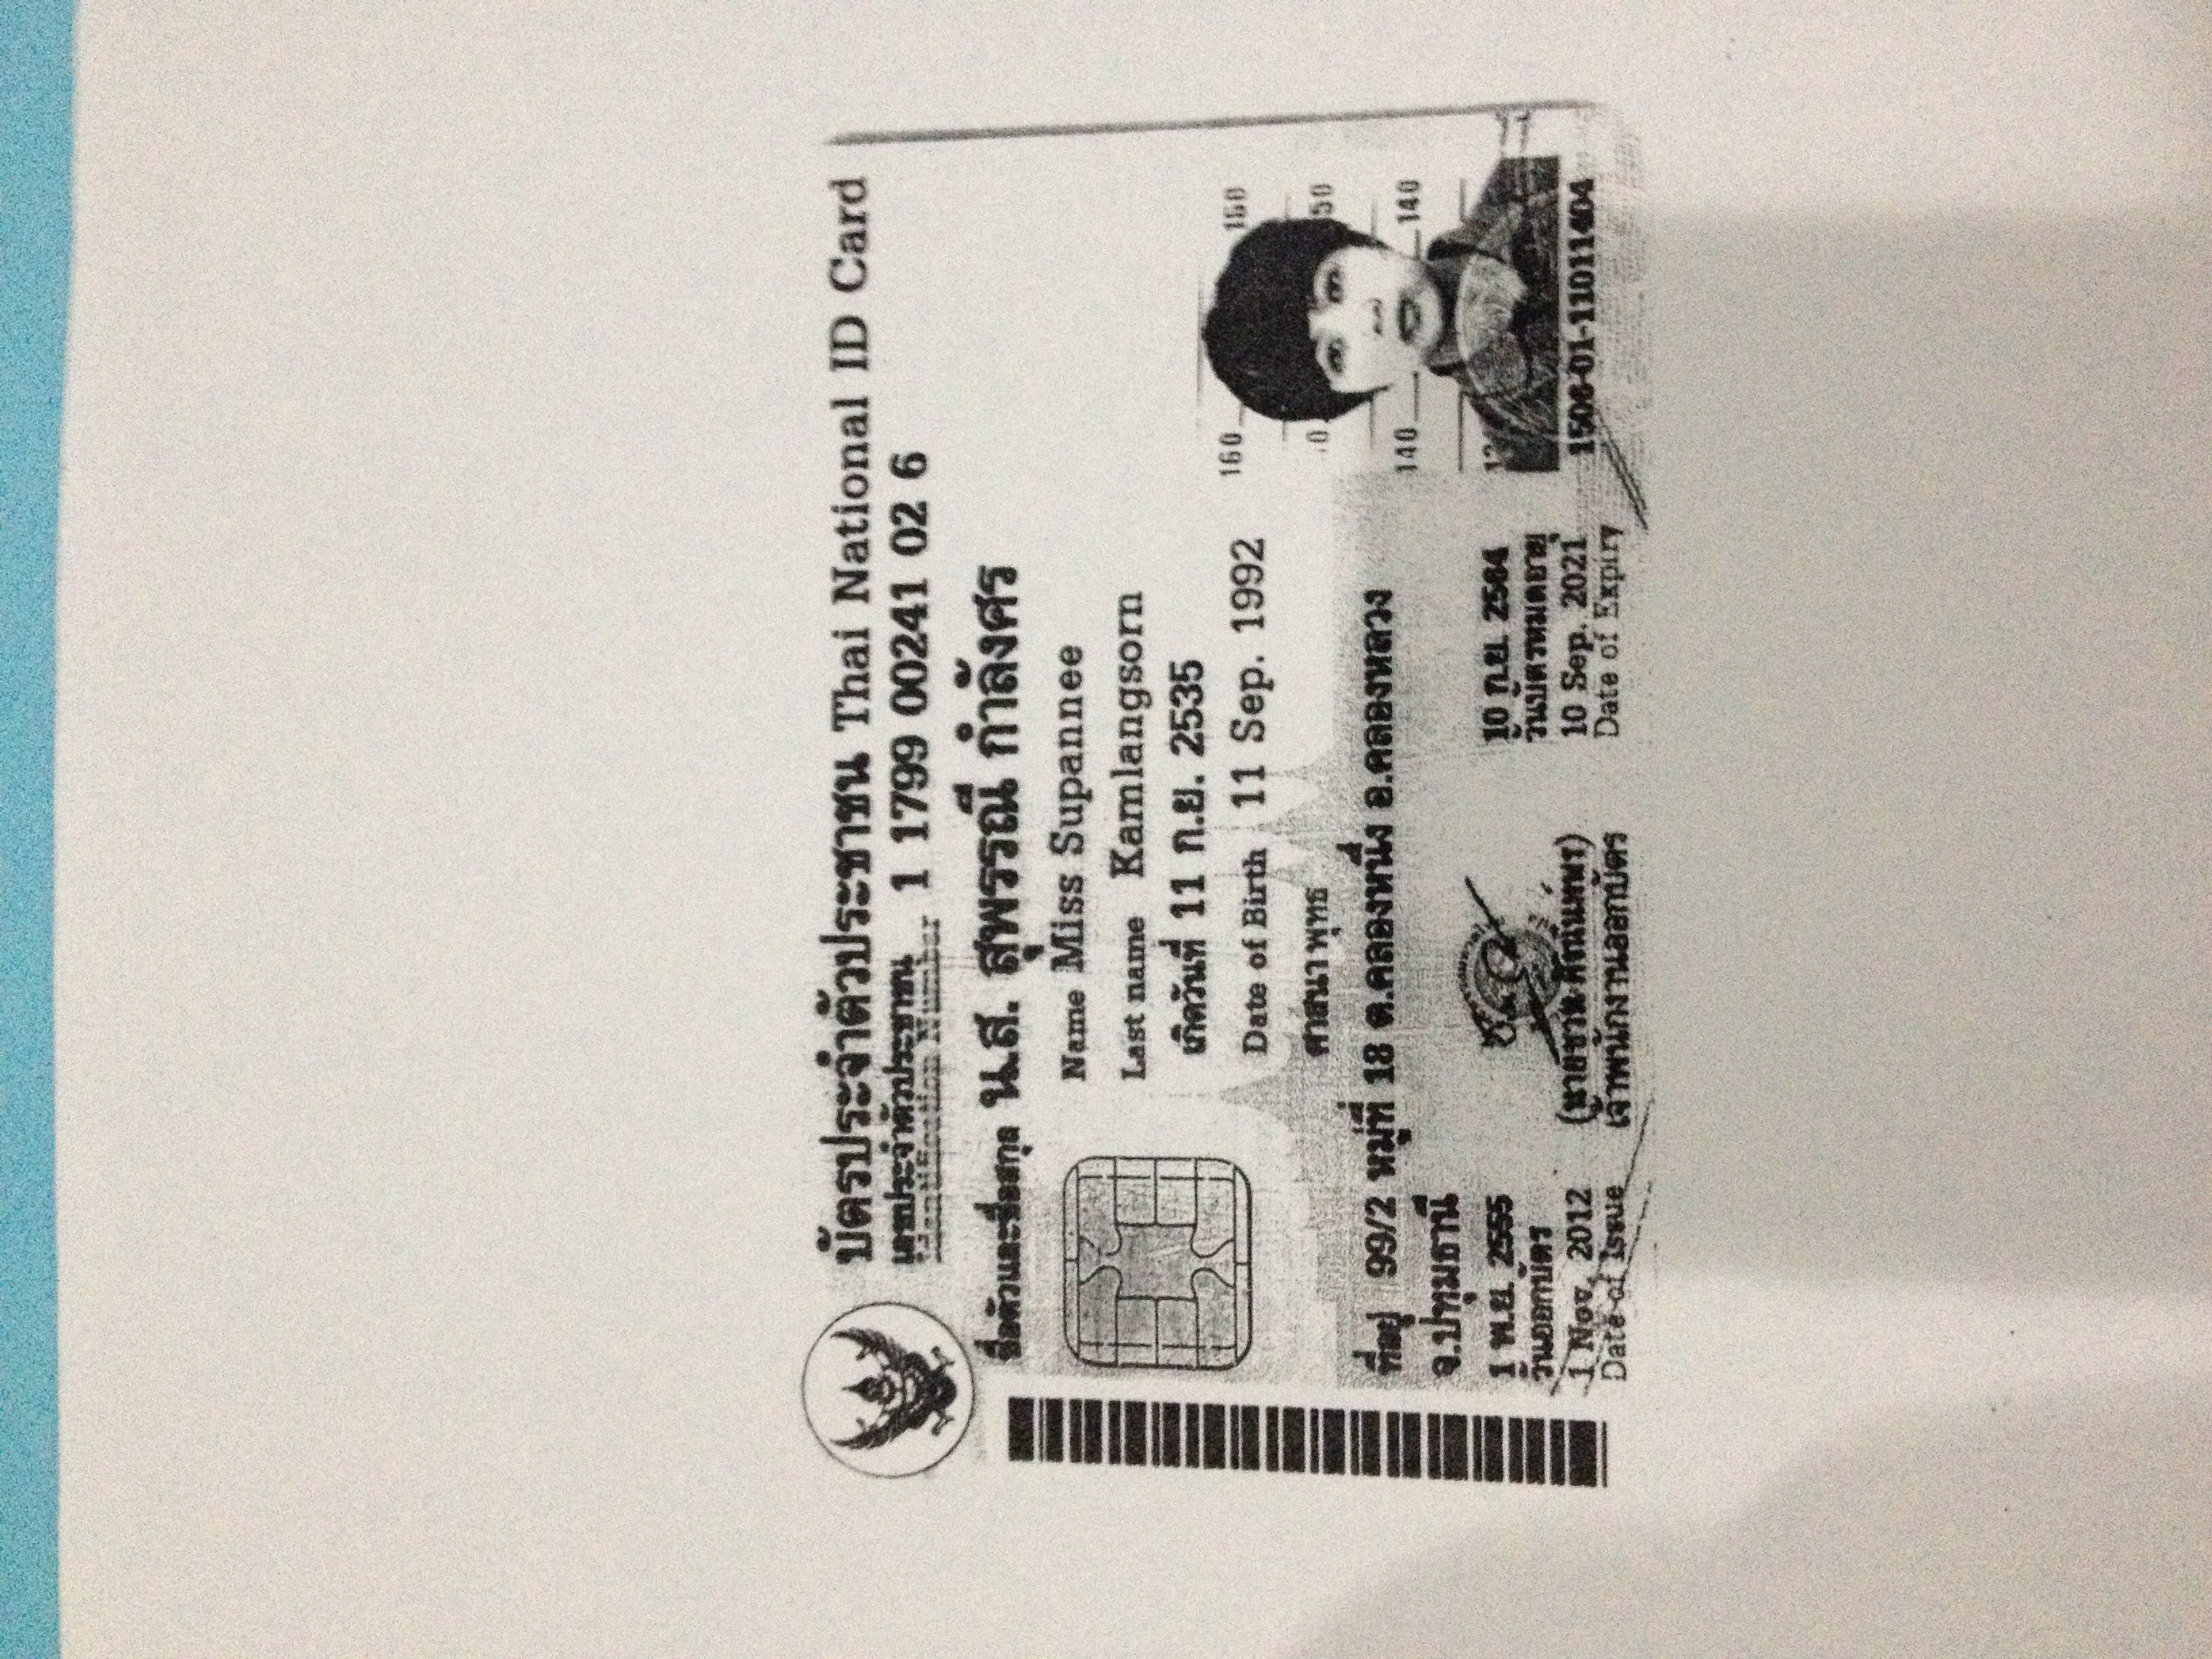 บัตรประจำตัวประชาชน Thai National ID Card
เลขประจำตัวประชาชน 1 1799 00241 02 6
Identification Number
ชื่อตัวและชื่อสกุล น.ส. สุพรรณี กำลังศร
Name Miss Supannee
Last name Kamlangsorn
เกิดวันที่ 11 ก.ย. 2535
Date of Birth 11 Sep. 1992
ศาสนา พุทธ
ที่อยู่ 99/2 หมู่ที่ 18 ต.คลองหนึ่ง อ.คลองหลวง
จ.ปทุมธานี
1 พ.ย. 2555
วันออกบัตร
1 Nov. 2012
Date of Issue
เจ้าพนักงานออกบัตร
10 ก.ย. 2564
วันบัตรหมดอายุ
10 Sep. 2021
Date of Expiry
160 160
50
140 140
1506-01-11011404